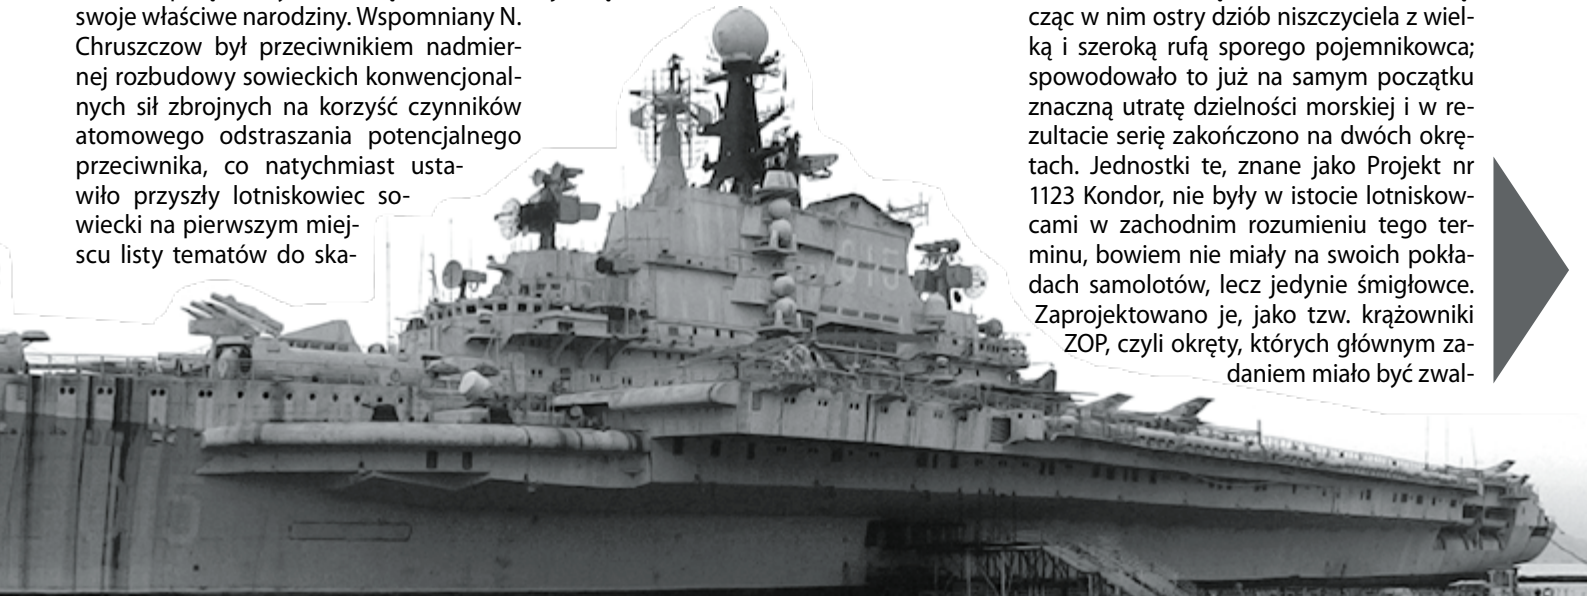 swoje właściwe narodziny. Wspomniany N.
Chruszczow był przeciwnikiem nadmier-
nej rozbudowy sowieckich konwencjonal-
nych sił zbrojnych na korzyść czynników
atomowego odstraszania potencjalnego
przeciwnika, co natychmiast usta-
wiło przyszły lotniskowiec so-
wiecki na pierwszym miej-
scu listy tematów do ska-
cząc w nim ostry dziób niszczyciela z wiel-
ką i szeroką rufą sporego pojemnikowca;
spowodowało to już na samym początku
znaczną utratę dzielności morskiej i w re-
zultacie serię zakończono na dwóch okrę-
tach. Jednostki te, znane jako Projekt nr
1123 Kondor, nie były w istocie lotniskow-
cami w zachodnim rozumieniu tego ter-
minu, bowiem nie miały na swoich pokła-
dach samolotów, lecz jedynie śmigłowce.
Zaprojektowano je, jako tzw. krążowniki
ZOP, czyli okręty, których głównym za-
daniem miało być zwal-
915